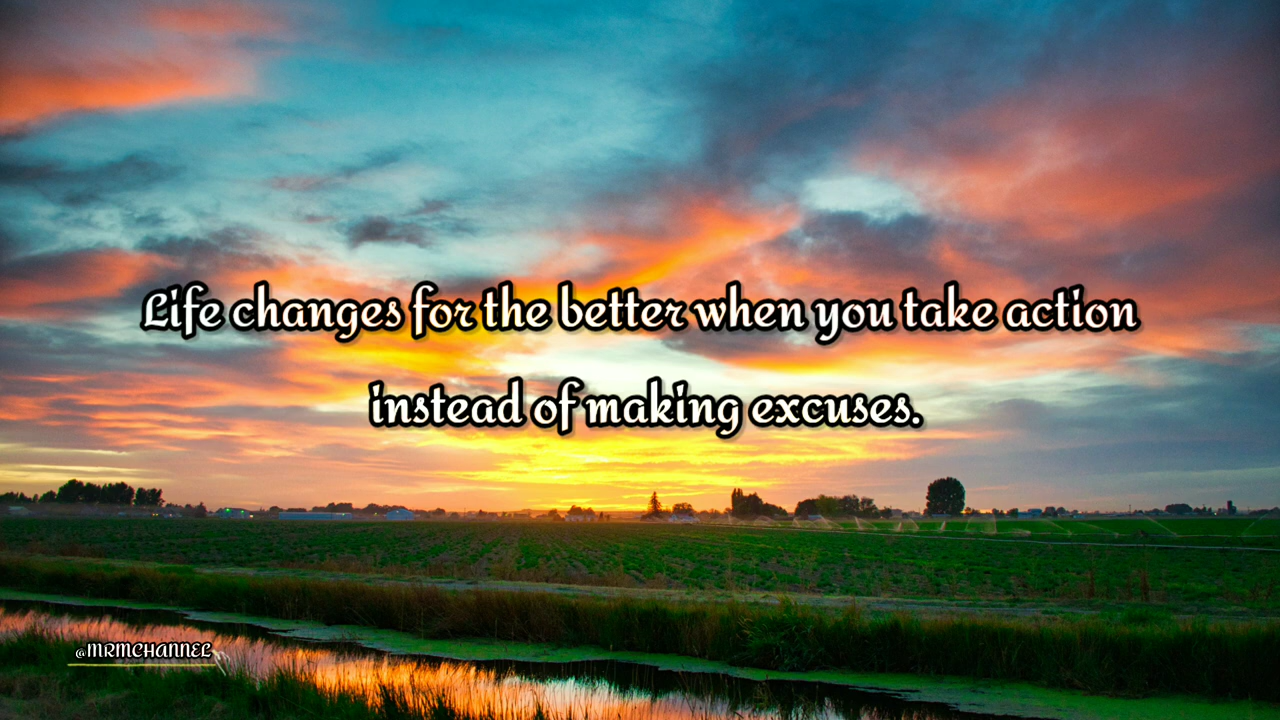 Life changes for the better when you take action
instead of making excuses.
@MRMCHANNEL